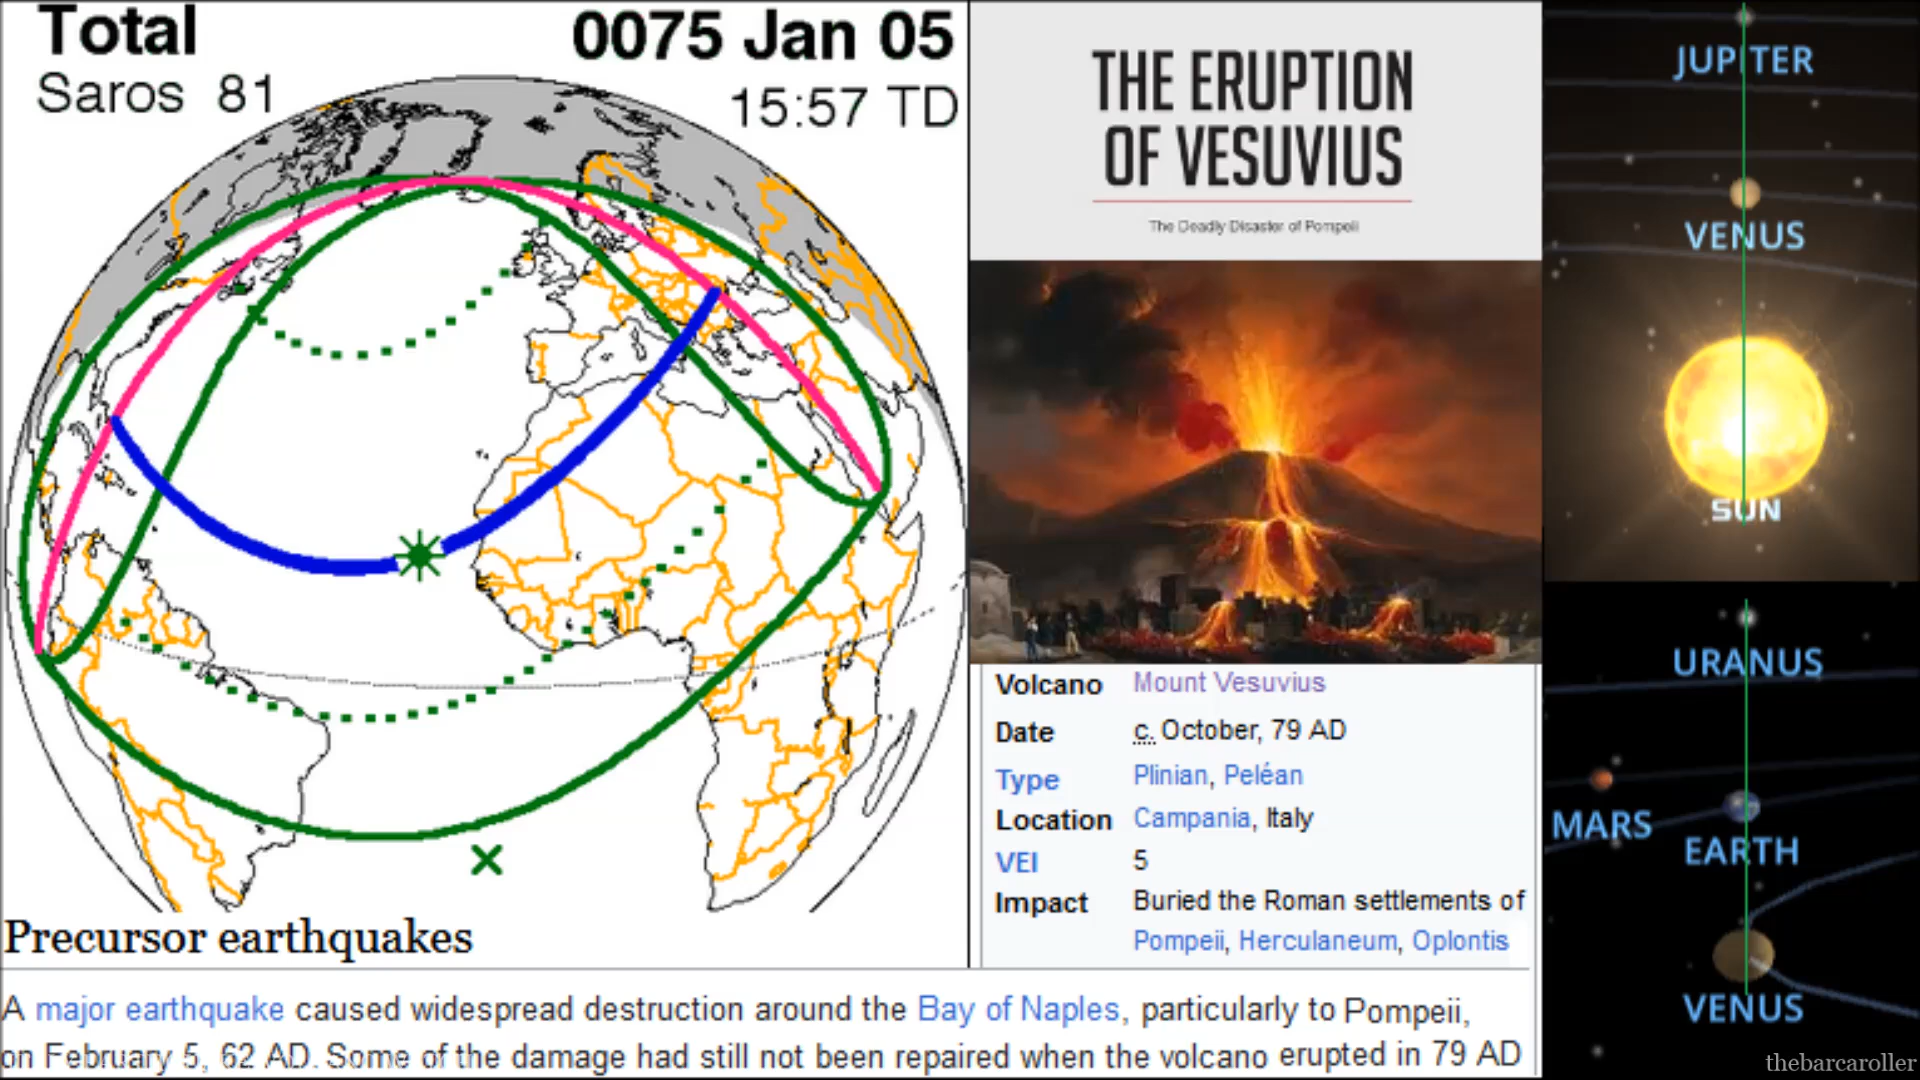 Total
Saros 81
0075 Jan 05
15:57 TD
Precursor earthquakes
THE ERUPTION
OF VESUVIUS
The Deadly Disaster of Pompeii
Volcano Mount Vesuvius
Date c. October, 79 AD
Type Plinian, Peléan
Location Campania, Italy
VEI 5
Impact Buried the Roman settlements of
Pompeii, Herculaneum, Oplontis
A major earthquake caused widespread destruction around the Bay of Naples, particularly to Pompeii,
on February 5, 62 AD. Some of the damage had still not been repaired when the volcano erupted in 79 AD
JUPITER
VENUS
SUN
URANUS
MARS
EARTH
VENUS
thebarcaroller